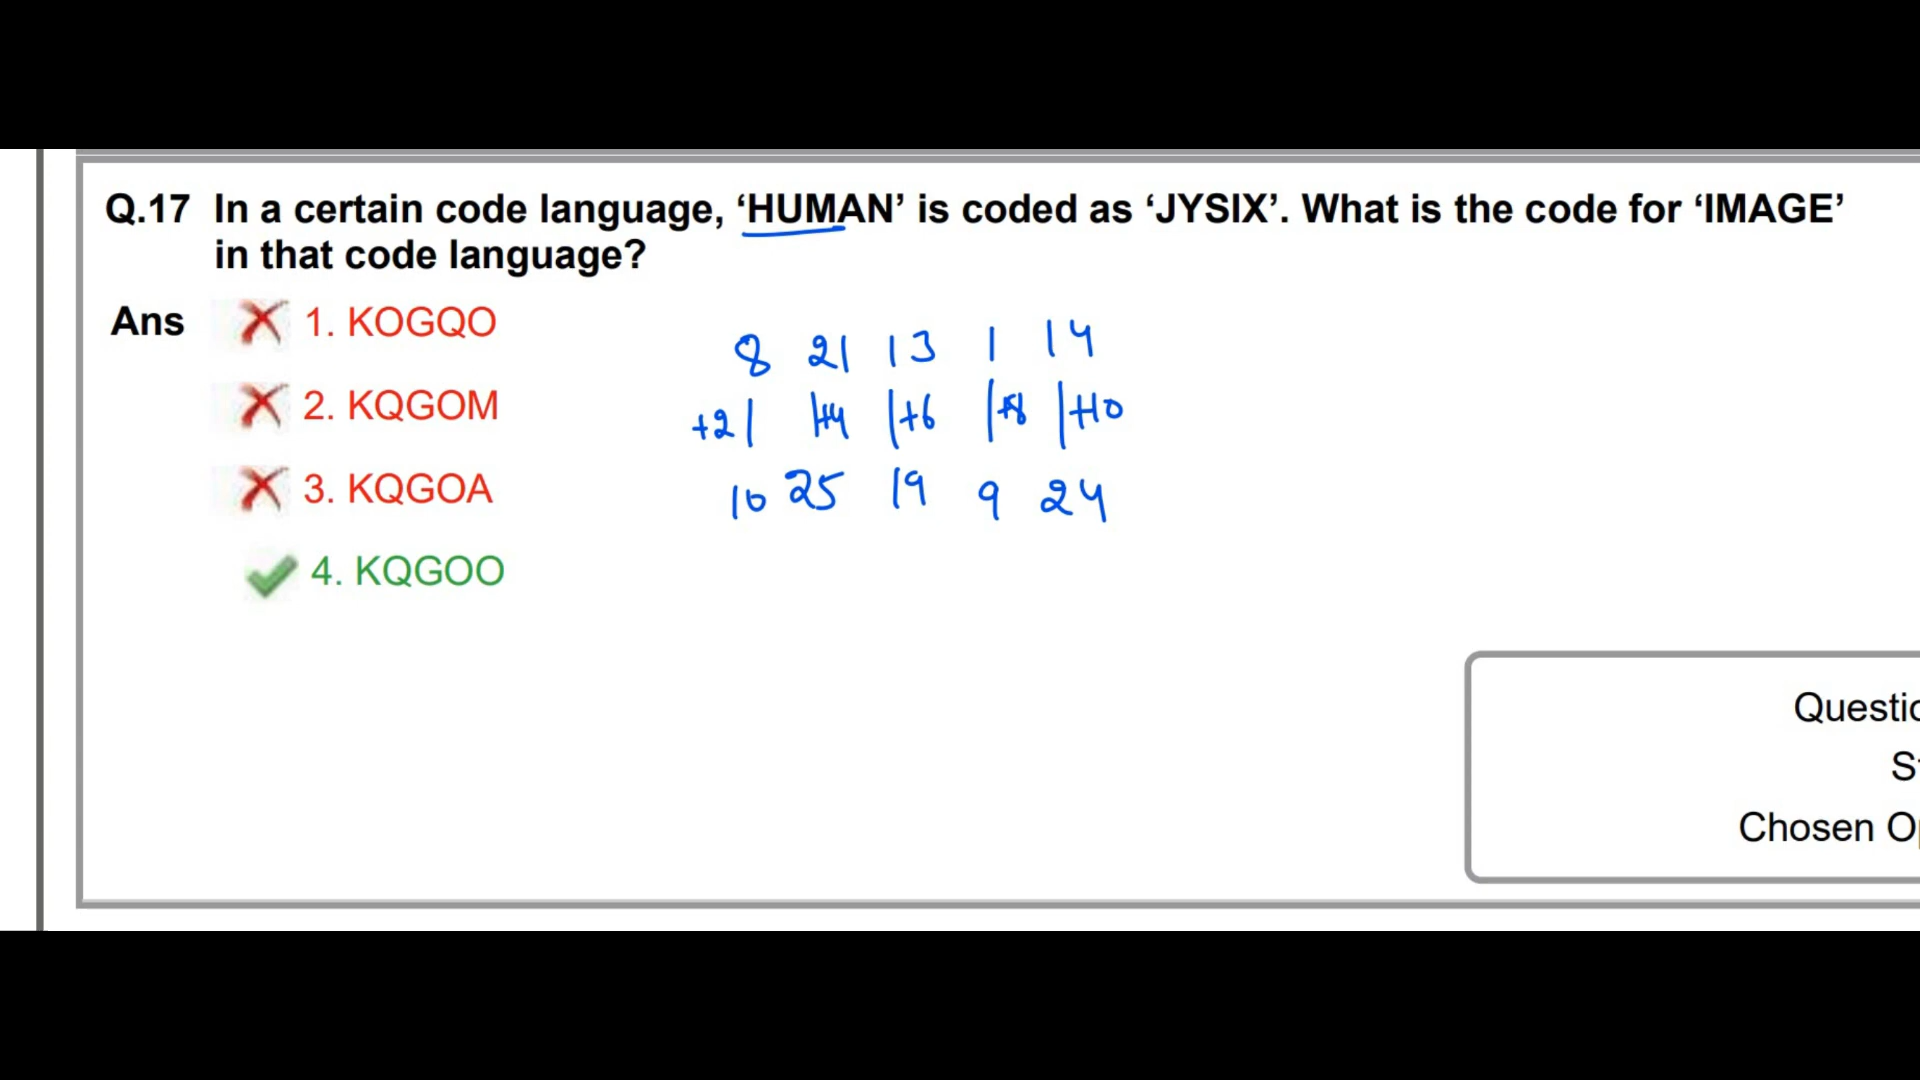 Q.17 In a certain code language, ‘HUMAN’ is coded as ‘JYSIX’. What is the code for ‘IMAGE’
in that code language?
Ans 1. KOGQO
2. KQGOM
3. KQGOA
4. KQGOO
8 21 13 1 14
+2 +4 +6 +8 +10
10 25 19 9 24
Questio
S
Chosen O